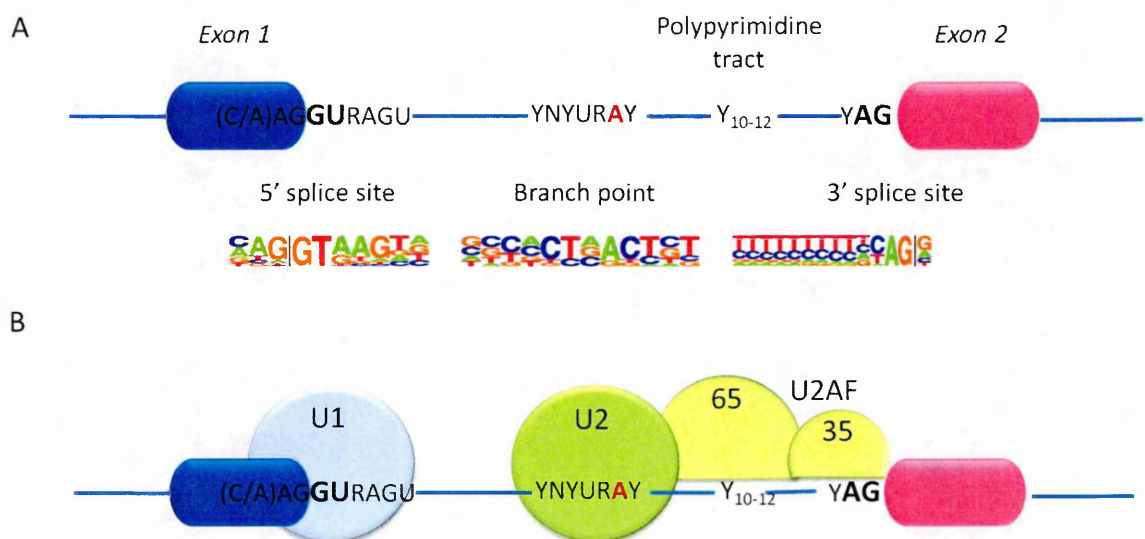 A
Exon 1
Polypyrimidine
tract
Exon 2
(C/A)AGGURAGU
YNYURAY
Y10-12
YAG
5' splice site
Branch point
3' splice site
B
U1
U2
65
U2AF
35
(C/A)AGGURAGU
YNYURAY
Y10-12
YAG